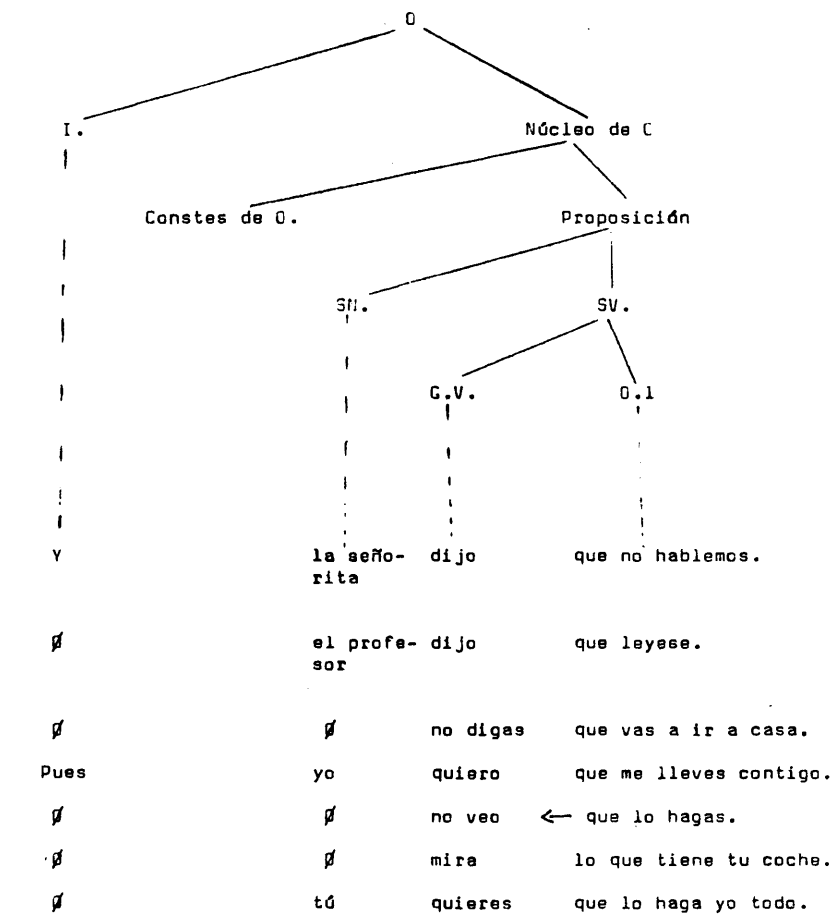 O
I. Núcleo de C
Constes de O. Proposición
SN. SV.
G.V. O.1
Y la seño- dijo que no hablemos.
rita
Ø el profe- dijo que leyese.
sor
Ø Ø no digas que vas a ir a casa.
Pues yo quiero que me lleves contigo.
Ø Ø no veo ← que lo hagas.
Ø Ø mira lo que tiene tu coche.
Ø tú quieres que lo haga yo todo.